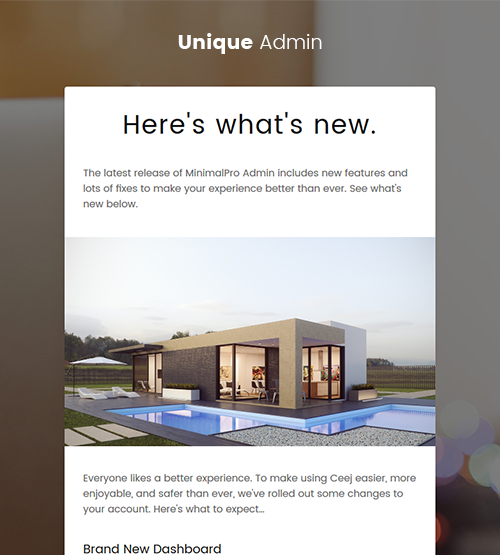 Unique Admin
Here's what's new.
The latest release of MinimalPro Admin includes new features and
lots of fixes to make your experience better than ever. See what's
new below.
Everyone likes a better experience. To make using Ceej easier, more
enjoyable, and safer than ever, we've rolled out some changes to
your account. Here's what to expect…
Brand New Dashboard